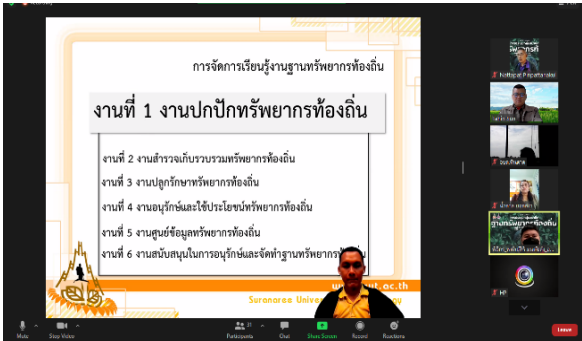 การจัดการเรียนรู้งานฐานทรัพยากรท้องถิ่น
งานที่ 1 งานปกปักทรัพยากรท้องถิ่น
งานที่ 2 งานสำรวจเก็บรวบรวมทรัพยากรท้องถิ่น
งานที่ 3 งานปลูกรักษาทรัพยากรท้องถิ่น
งานที่ 4 งานอนุรักษ์และใช้ประโยชน์ทรัพยากรท้องถิ่น
งานที่ 5 งานศูนย์ข้อมูลทรัพยากรท้องถิ่น
งานที่ 6 งานสนับสนุนในการอนุรักษ์และจัดทำฐานทรัพยากร
ac.th
Suranaree
HP
Mute
Stop Video
Participants
31
Chat
Share Screen
Record
Reactions
Leave